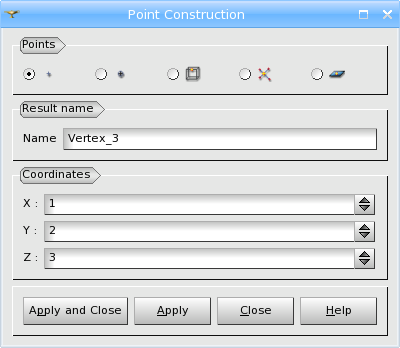 Point Construction
Points
Result name
Name Vertex_3
Coordinates
X : 1
Y : 2
Z : 3
Apply and Close Apply Close Help